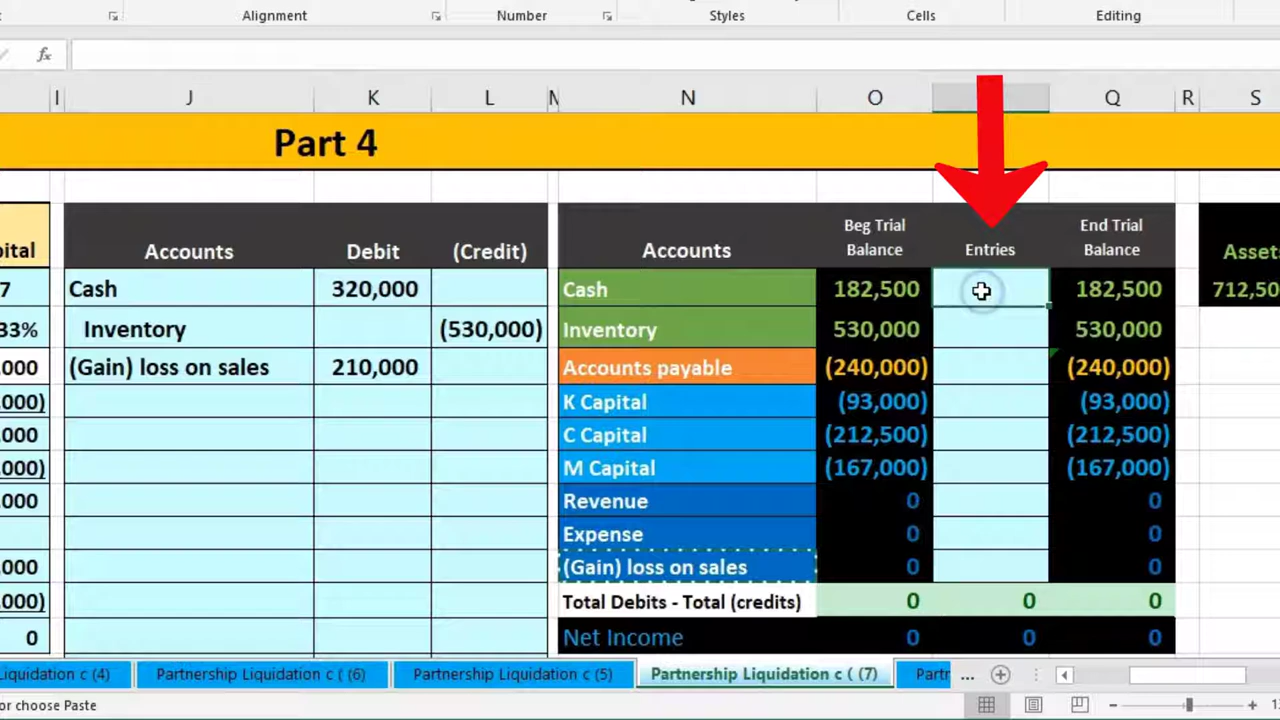 Alignment Number Styles Cells Editing
fx
I J K L M N O Q R S
Part 4
pital Accounts Debit (Credit) Accounts Beg Trial Balance Entries End Trial Balance Assets
7 Cash 320,000 Cash 182,500 182,500 712,50
33% Inventory (530,000) Inventory 530,000 530,000
000 (Gain) loss on sales 210,000 Accounts payable (240,000) (240,000)
000) K Capital (93,000) (93,000)
000 C Capital (212,500) (212,500)
000) M Capital (167,000) (167,000)
000 Revenue 0 0
Expense 0 0
000 (Gain) loss on sales 0 0
000) Total Debits - Total (credits) 0 0 0
0 Net Income 0 0 0
Liquidation c (4) Partnership Liquidation c ( (6) Partnership Liquidation c (5) Partnership Liquidation c ( (7) Partr ...
or choose Paste